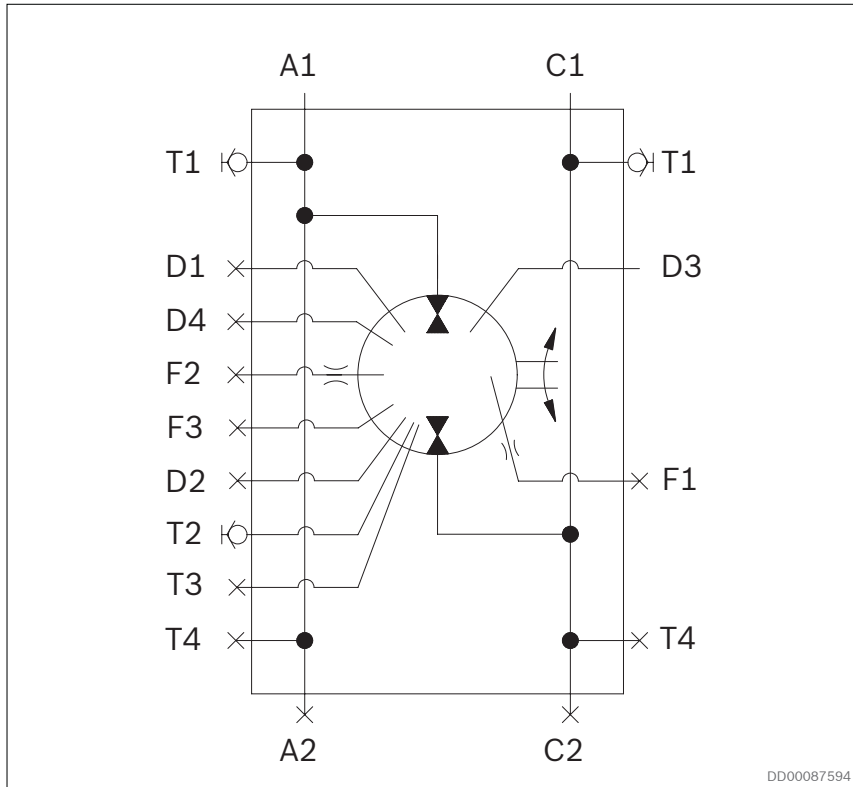 A1 C1
T1 T1
D1 D3
D4
F2
F3
D2 F1
T2
T3
T4 T4
A2 C2
DD00087594